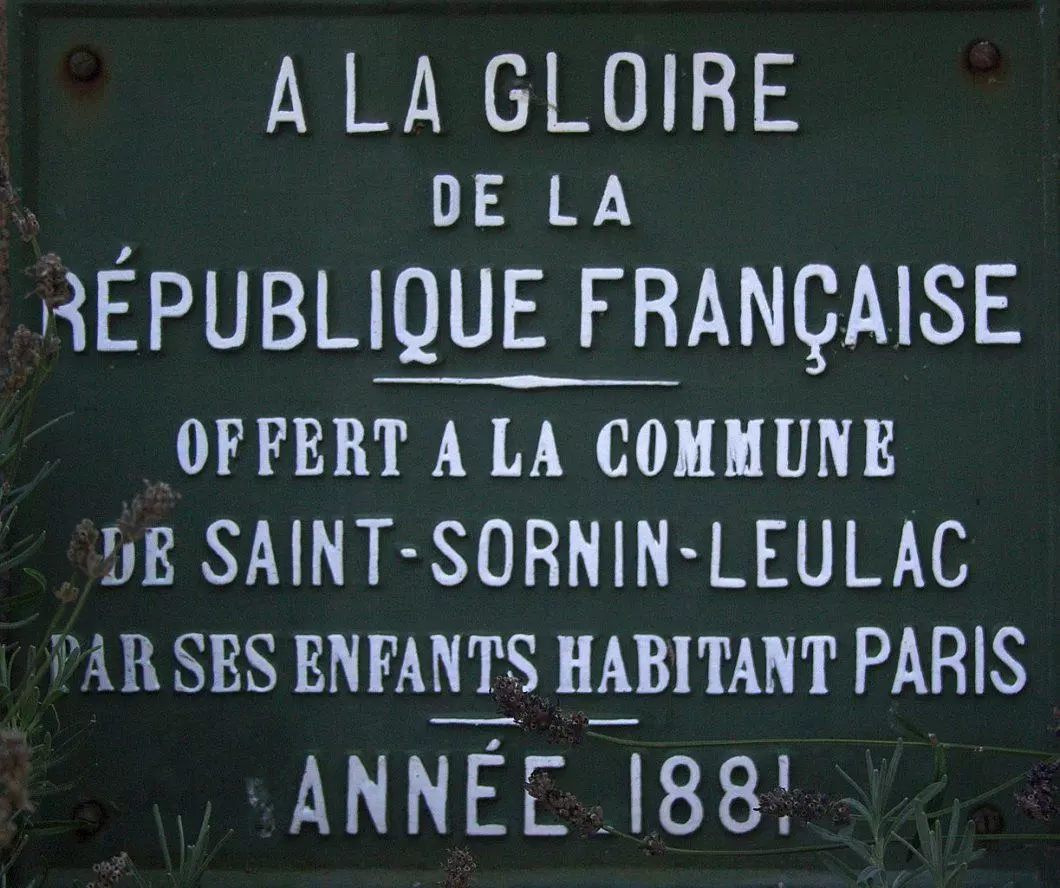 A LA GLOIRE
DE LA
RÉPUBLIQUE FRANÇAISE
OFFERT A LA COMMUNE
DE SAINT-SORNIN-LEULAC
PAR SES ENFANTS HABITANT PARIS
ANNÉE 1881